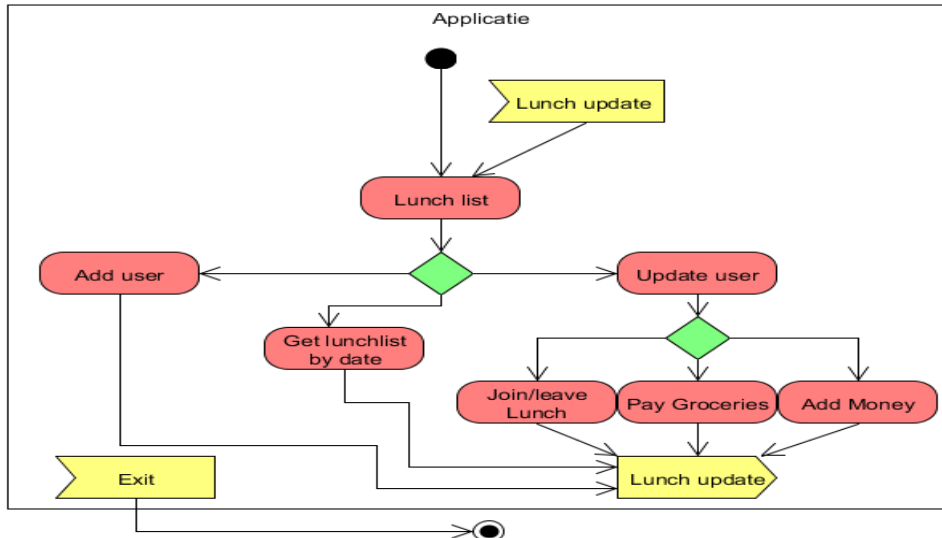 Applicatie
Lunch update
Lunch list
Add user
Update user
Get lunchlist
by date
Join/leave
Lunch
Pay Groceries
Add Money
Exit
Lunch update